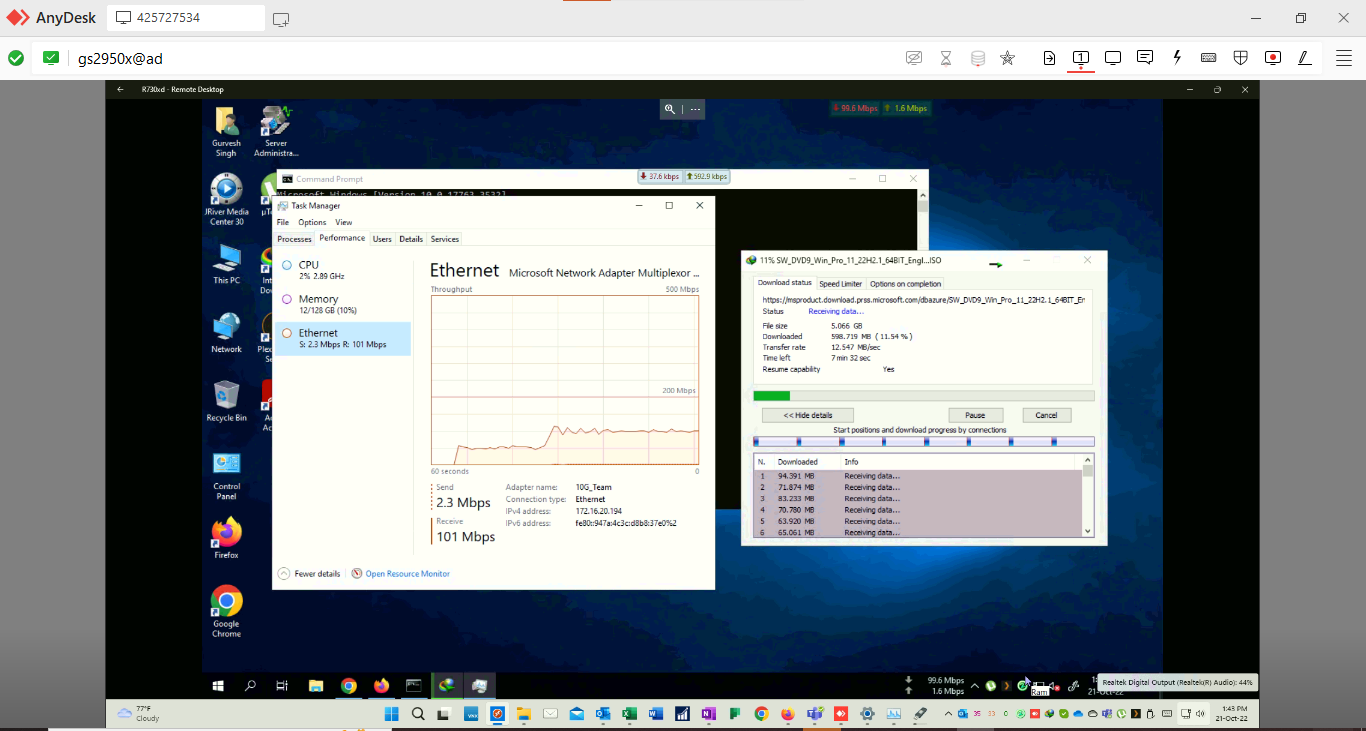 AnyDesk
425727534
gs2950x@ad
1
R730xd - Remote Desktop
99.6 Mbps 1.6 Mbps
Gurvesh
Singh
Server
Administra...
Command Prompt
37.6 kbps 592.9 kbps
Microsoft Windows [Version 10.0.17763.3532]
Task Manager
File Options View
Processes Performance Users Details Services
CPU
2% 2.89 GHz
Memory
12/128 GB (10%)
Ethernet
S: 2.3 Mbps R: 101 Mbps
Ethernet Microsoft Network Adapter Multiplexor ...
Throughput 500 Mbps
200 Mbps
60 seconds 0
Send
2.3 Mbps
Receive
101 Mbps
Adapter name: 10G_Team
Connection type: Ethernet
IPv4 address: 172.16.20.194
IPv6 address: fe80::947a:4c3c:d8b8:37e0%2
Fewer details Open Resource Monitor
JRiver Media
Center 30
This PC
Network
Recycle Bin
Control
Panel
Firefox
Google
Chrome
11% SW_DVD9_Win_Pro_11_22H2.1_64BIT_Engl...ISO
Download status Speed Limiter Options on completion
https://msproduct.download.prss.microsoft.com/dbazure/SW_DVD9_Win_Pro_11_22H2.1_64BIT_Er
Status Receiving data...
File size 5.066 GB
Downloaded 598.719 MB ( 11.54 % )
Transfer rate 12.547 MB/sec
Time left 7 min 32 sec
Resume capability Yes
<< Hide details Pause Cancel
Start positions and download progress by connections
N. Downloaded Info
1 94.391 MB Receiving data...
2 71.874 MB Receiving data...
3 83.233 MB Receiving data...
4 70.780 MB Receiving data...
5 63.920 MB Receiving data...
6 65.061 MB Receiving data...
99.6 Mbps
1.6 Mbps
Ram
Realtek Digital Output (Realtek(R) Audio): 44%
21-Oct-22
77°F
Cloudy
1:43 PM
21-Oct-22